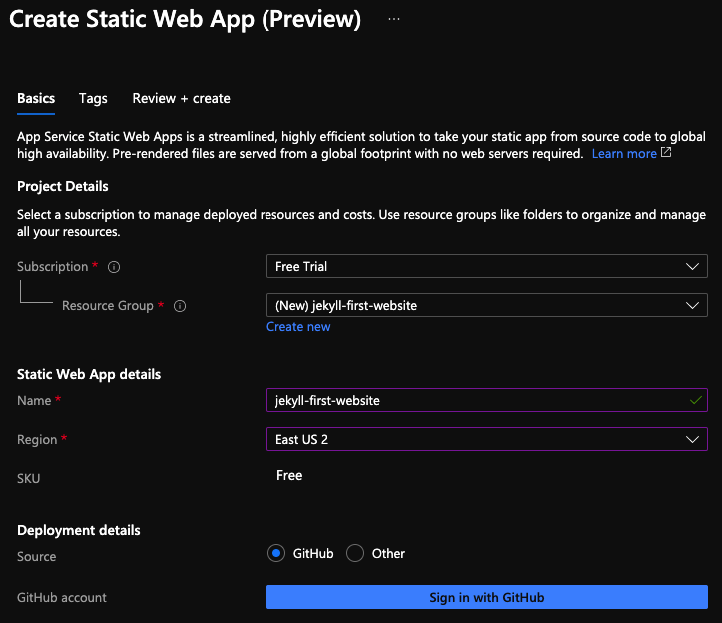 Create Static Web App (Preview) ...
Basics Tags Review + create
App Service Static Web Apps is a streamlined, highly efficient solution to take your static app from source code to global
high availability. Pre-rendered files are served from a global footprint with no web servers required. Learn more
Project Details
Select a subscription to manage deployed resources and costs. Use resource groups like folders to organize and manage
all your resources.
Subscription * Free Trial
Resource Group * (New) jekyll-first-website
Create new
Static Web App details
Name * jekyll-first-website
Region * East US 2
SKU Free
Deployment details
Source GitHub Other
GitHub account Sign in with GitHub